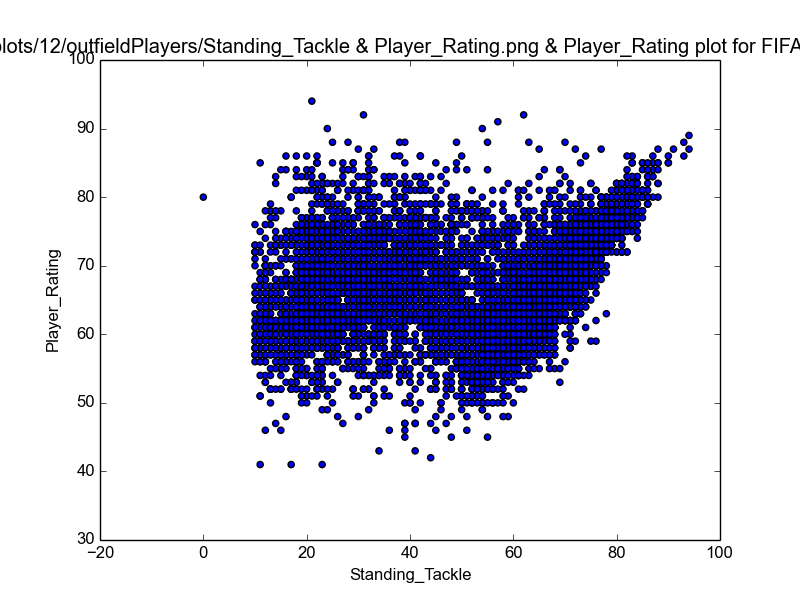 plots/12/outfieldPlayers/Standing_Tackle & Player_Rating.png & Player_Rating plot for FIFA
100
90
80
70
60
50
40
30
Player_Rating
−20 0 20 40 60 80 100
Standing_Tackle